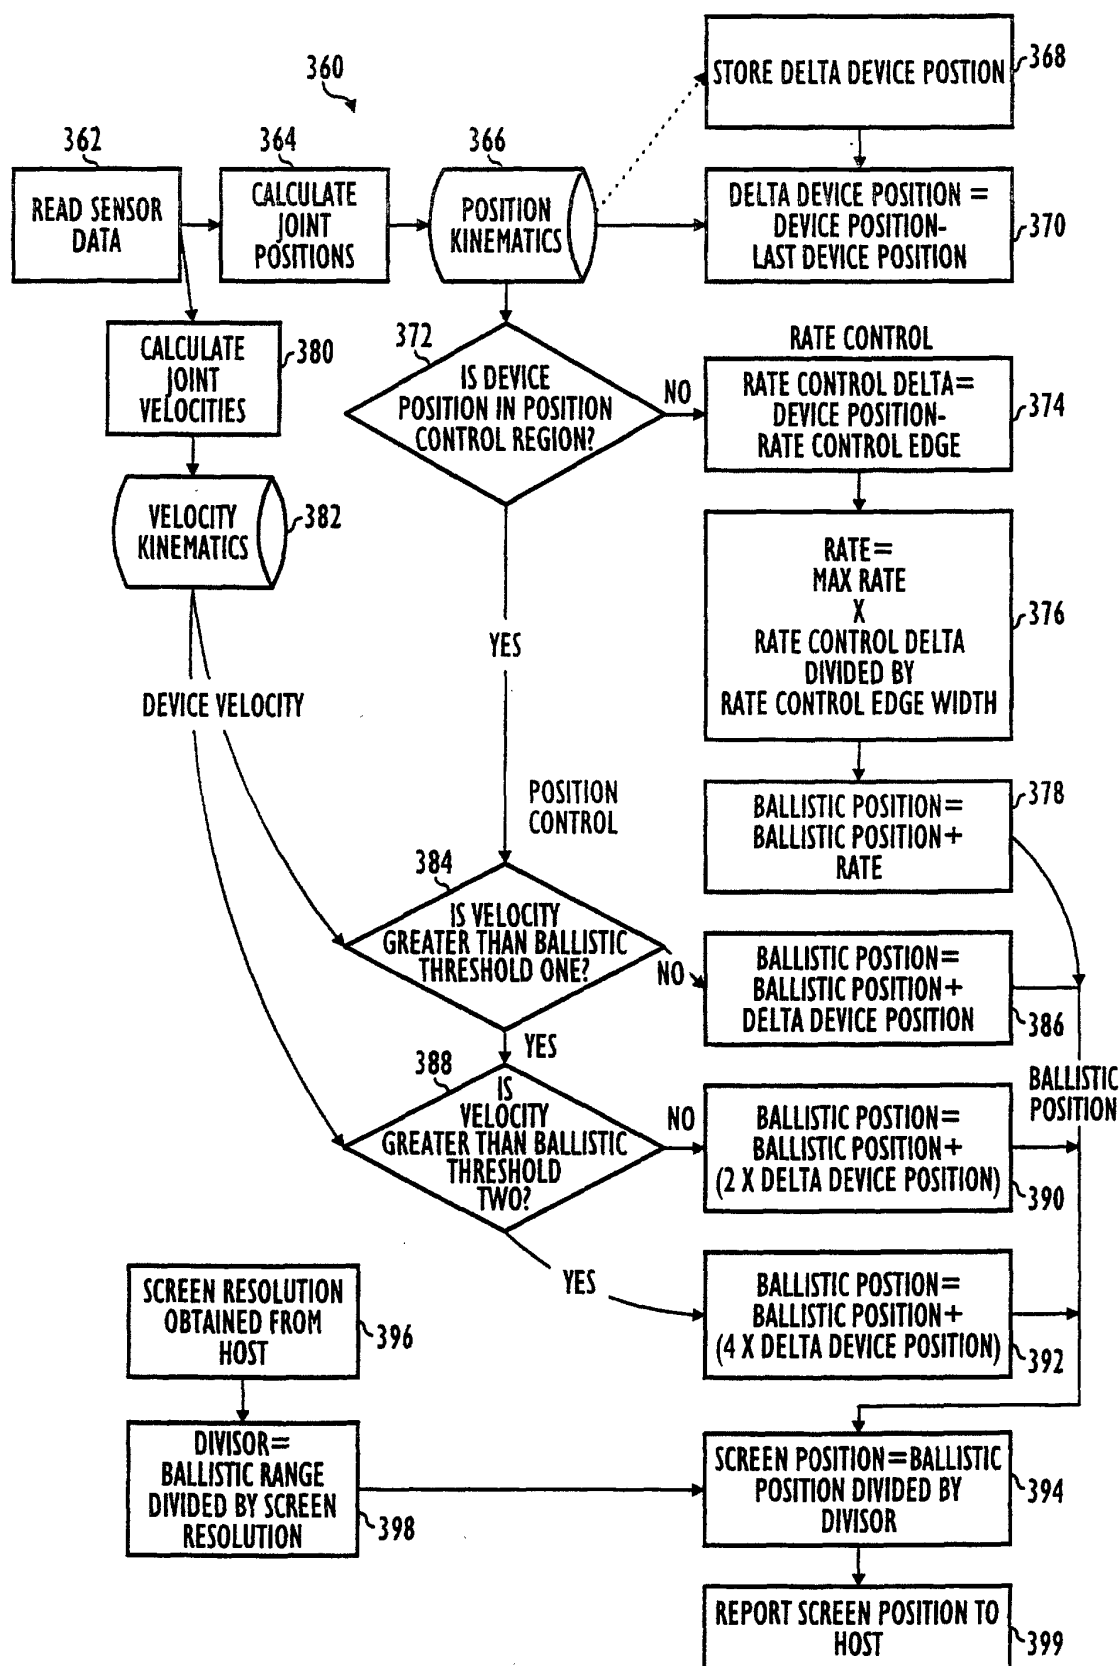 360
STORE DELTA DEVICE POSTION
368
362
READ SENSOR
DATA
364
CALCULATE
JOINT
POSITIONS
366
POSITION
KINEMATICS
DELTA DEVICE POSITION =
DEVICE POSITION-
LAST DEVICE POSITION
370
CALCULATE
JOINT
VELOCITIES
380
372
IS DEVICE
POSITION IN POSITION
CONTROL REGION?
NO
RATE CONTROL
RATE CONTROL DELTA=
DEVICE POSITION-
RATE CONTROL EDGE
374
VELOCITY
KINEMATICS
382
YES
RATE=
MAX RATE
X
RATE CONTROL DELTA
DIVIDED BY
RATE CONTROL EDGE WIDTH
376
DEVICE VELOCITY
POSITION
CONTROL
BALLISTIC POSITION=
BALLISTIC POSITION+
RATE
378
384
IS VELOCITY
GREATER THAN BALLISTIC
THRESHOLD ONE?
NO
BALLISTIC POSTION=
BALLISTIC POSITION+
DELTA DEVICE POSITION
386
YES
BALLISTIC
POSITION
388
IS
VELOCITY
GREATER THAN BALLISTIC
THRESHOLD
TWO?
NO
BALLISTIC POSTION=
BALLISTIC POSITION+
(2 X DELTA DEVICE POSITION)
390
YES
BALLISTIC POSTION=
BALLISTIC POSITION+
(4 X DELTA DEVICE POSITION)
392
SCREEN RESOLUTION
OBTAINED FROM
HOST
396
DIVISOR=
BALLISTIC RANGE
DIVIDED BY SCREEN
RESOLUTION
398
SCREEN POSITION=BALLISTIC
POSITION DIVIDED BY
DIVISOR
394
REPORT SCREEN POSITION TO
HOST
399